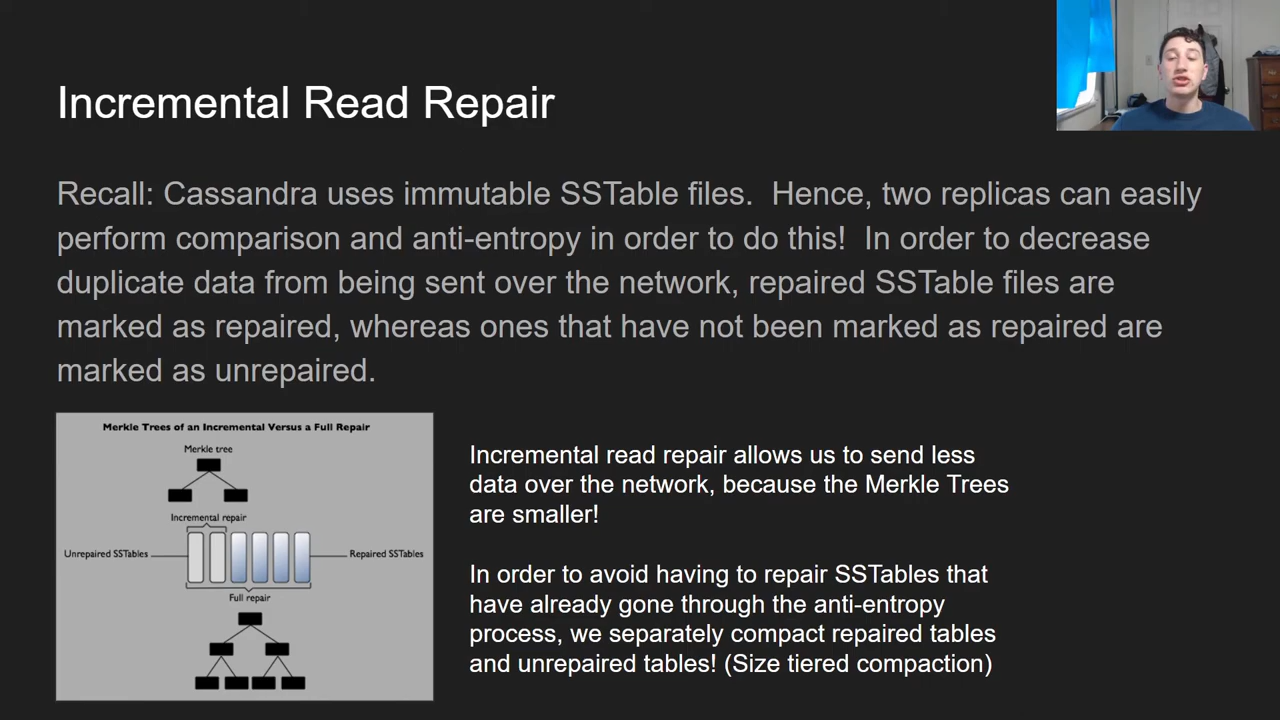 Incremental Read Repair
Recall: Cassandra uses immutable SSTable files.  Hence, two replicas can easily
perform comparison and anti-entropy in order to do this!  In order to decrease
duplicate data from being sent over the network, repaired SSTable files are
marked as repaired, whereas ones that have not been marked as repaired are
marked as unrepaired.
Merkle Trees of an Incremental Versus a Full Repair
Merkle tree
Incremental repair
Unrepaired SSTables
Repaired SSTables
Full repair
Incremental read repair allows us to send less
data over the network, because the Merkle Trees
are smaller!
In order to avoid having to repair SSTables that
have already gone through the anti-entropy
process, we separately compact repaired tables
and unrepaired tables! (Size tiered compaction)